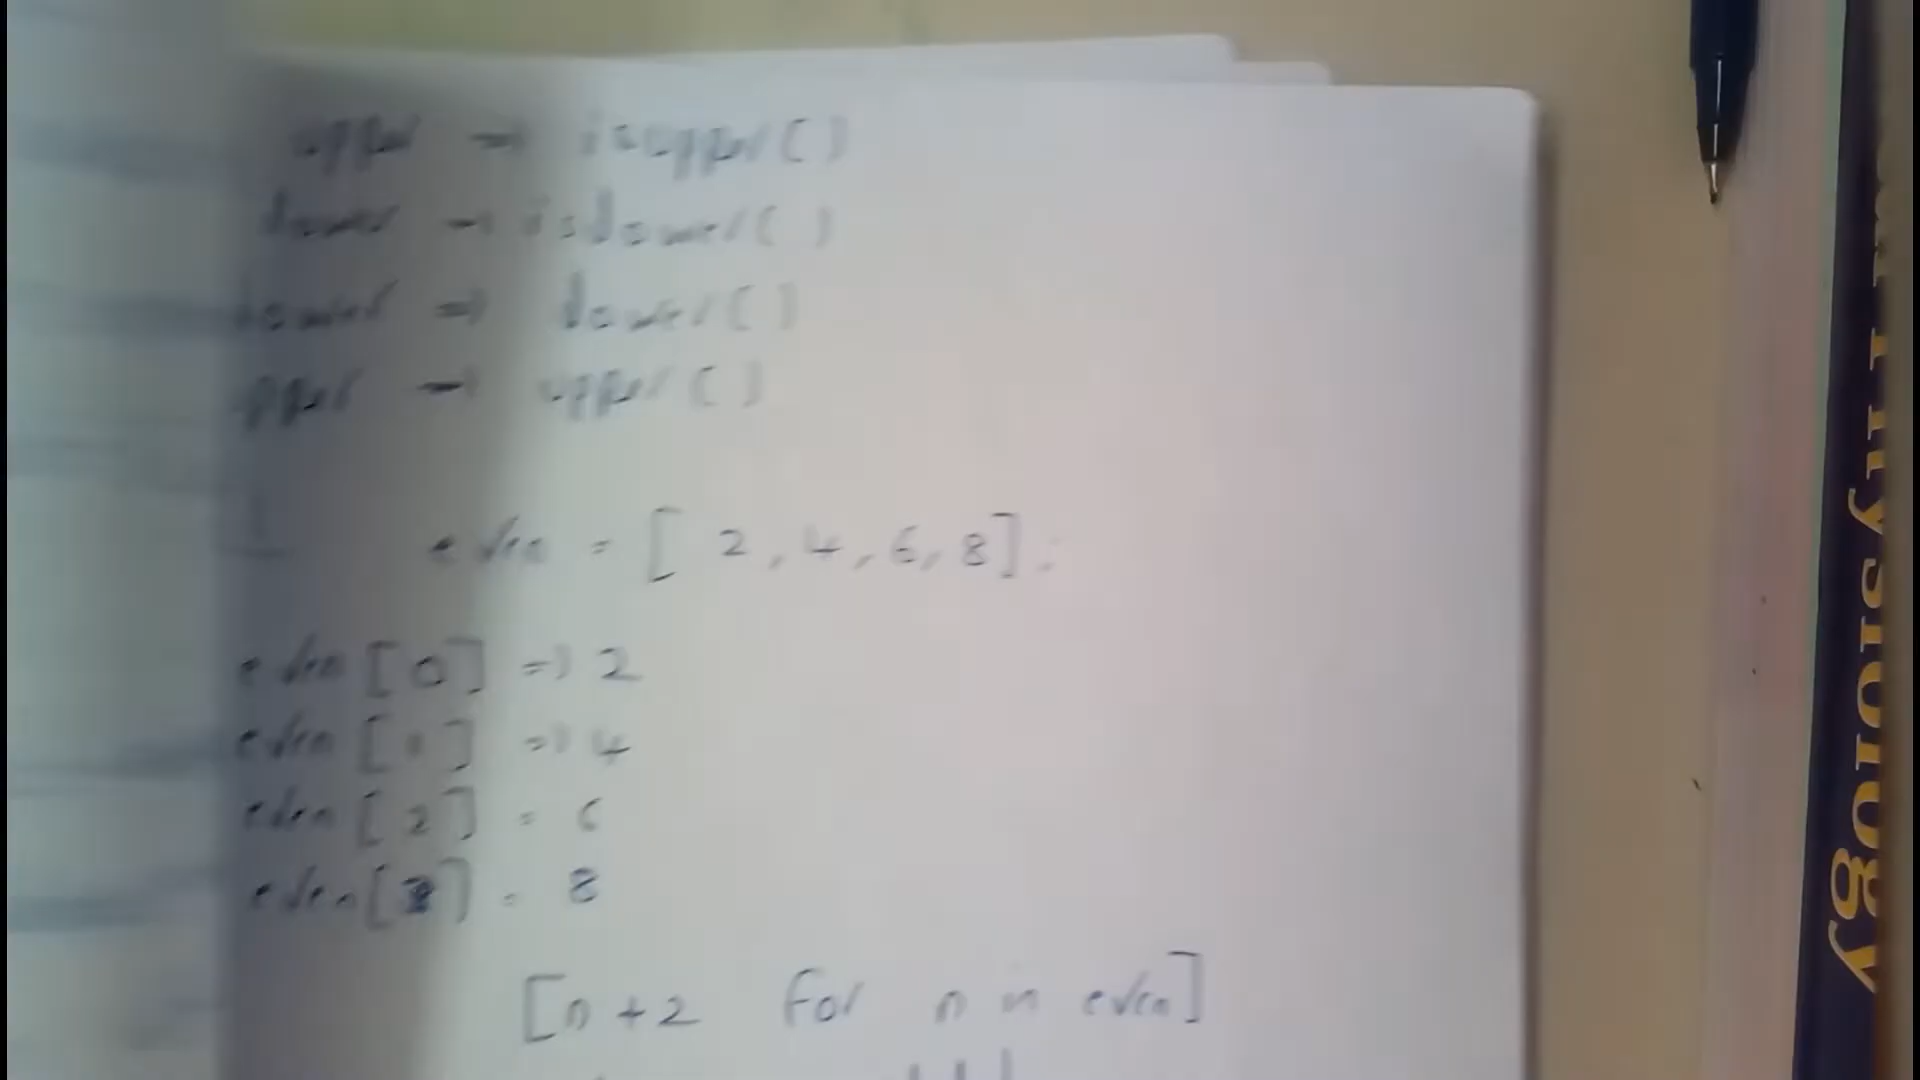 upper => isupper()
lower => islower()
lower => lower()
upper => upper()
even = [ 2, 4, 6, 8];
even [0] => 2
even [1] => 4
even [2] = 6
even [3] = 8
[n+2 for n in even]
Physiology